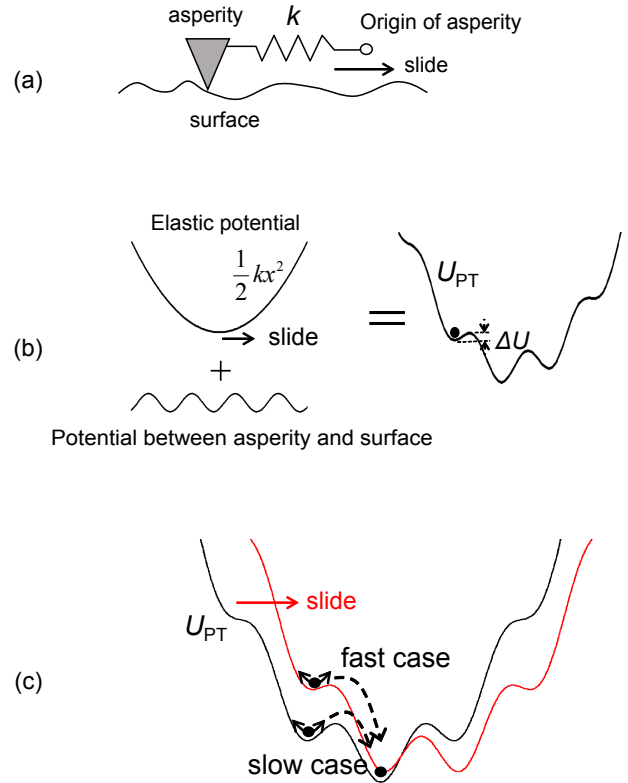 asperity
k
Origin of asperity
slide
(a)
surface
Elastic potential
1/2 kx²
U_PT
=
slide
ΔU
(b)
+
Potential between asperity and surface
slide
U_PT
fast case
(c)
slow case